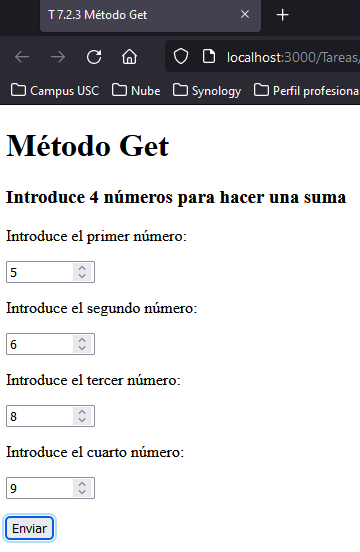 T 7.2.3 Método Get
localhost:3000/Tareas/
Campus USC Nube Synology Perfil profesiona
Método Get
Introduce 4 números para hacer una suma
Introduce el primer número:
5
Introduce el segundo número:
6
Introduce el tercer número:
8
Introduce el cuarto número:
9
Enviar